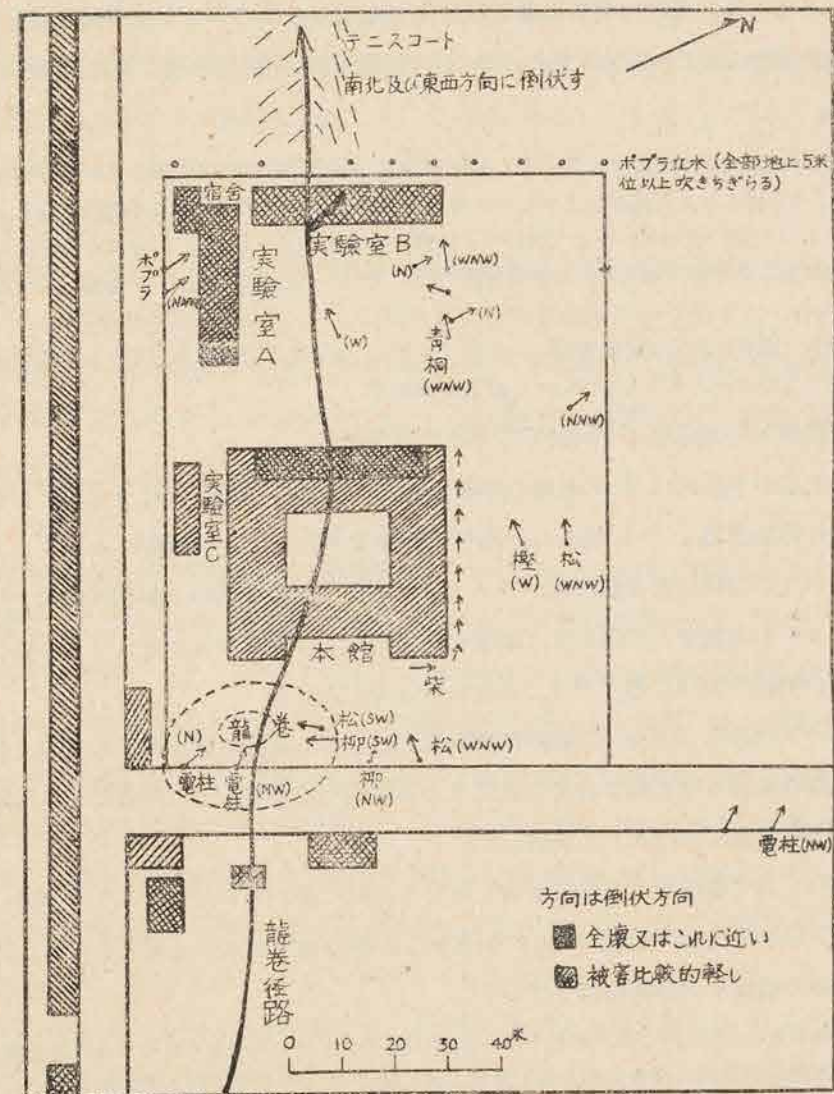 テニスコート
N
南北及び東西方向に倒伏す
ポプラ立木(全部地上5米
位以上吹きちぎらる)
宿舎
実験室B
実験室A
ポプラ
(N)
(WNW)
(N)
(W)
青桐
(WNW)
(NNW)
実験室C
樫
(W)
松
(WNW)
本館
柴
龍巻
松(SW)
柳(SW)
松(WNW)
(N)
電柱
電柱
(NW)
柳
(NW)
電柱(NW)
方向は倒伏方向
全壊又はこれに近い
被害比較的軽し
龍巻径路
0 10 20 30 40米